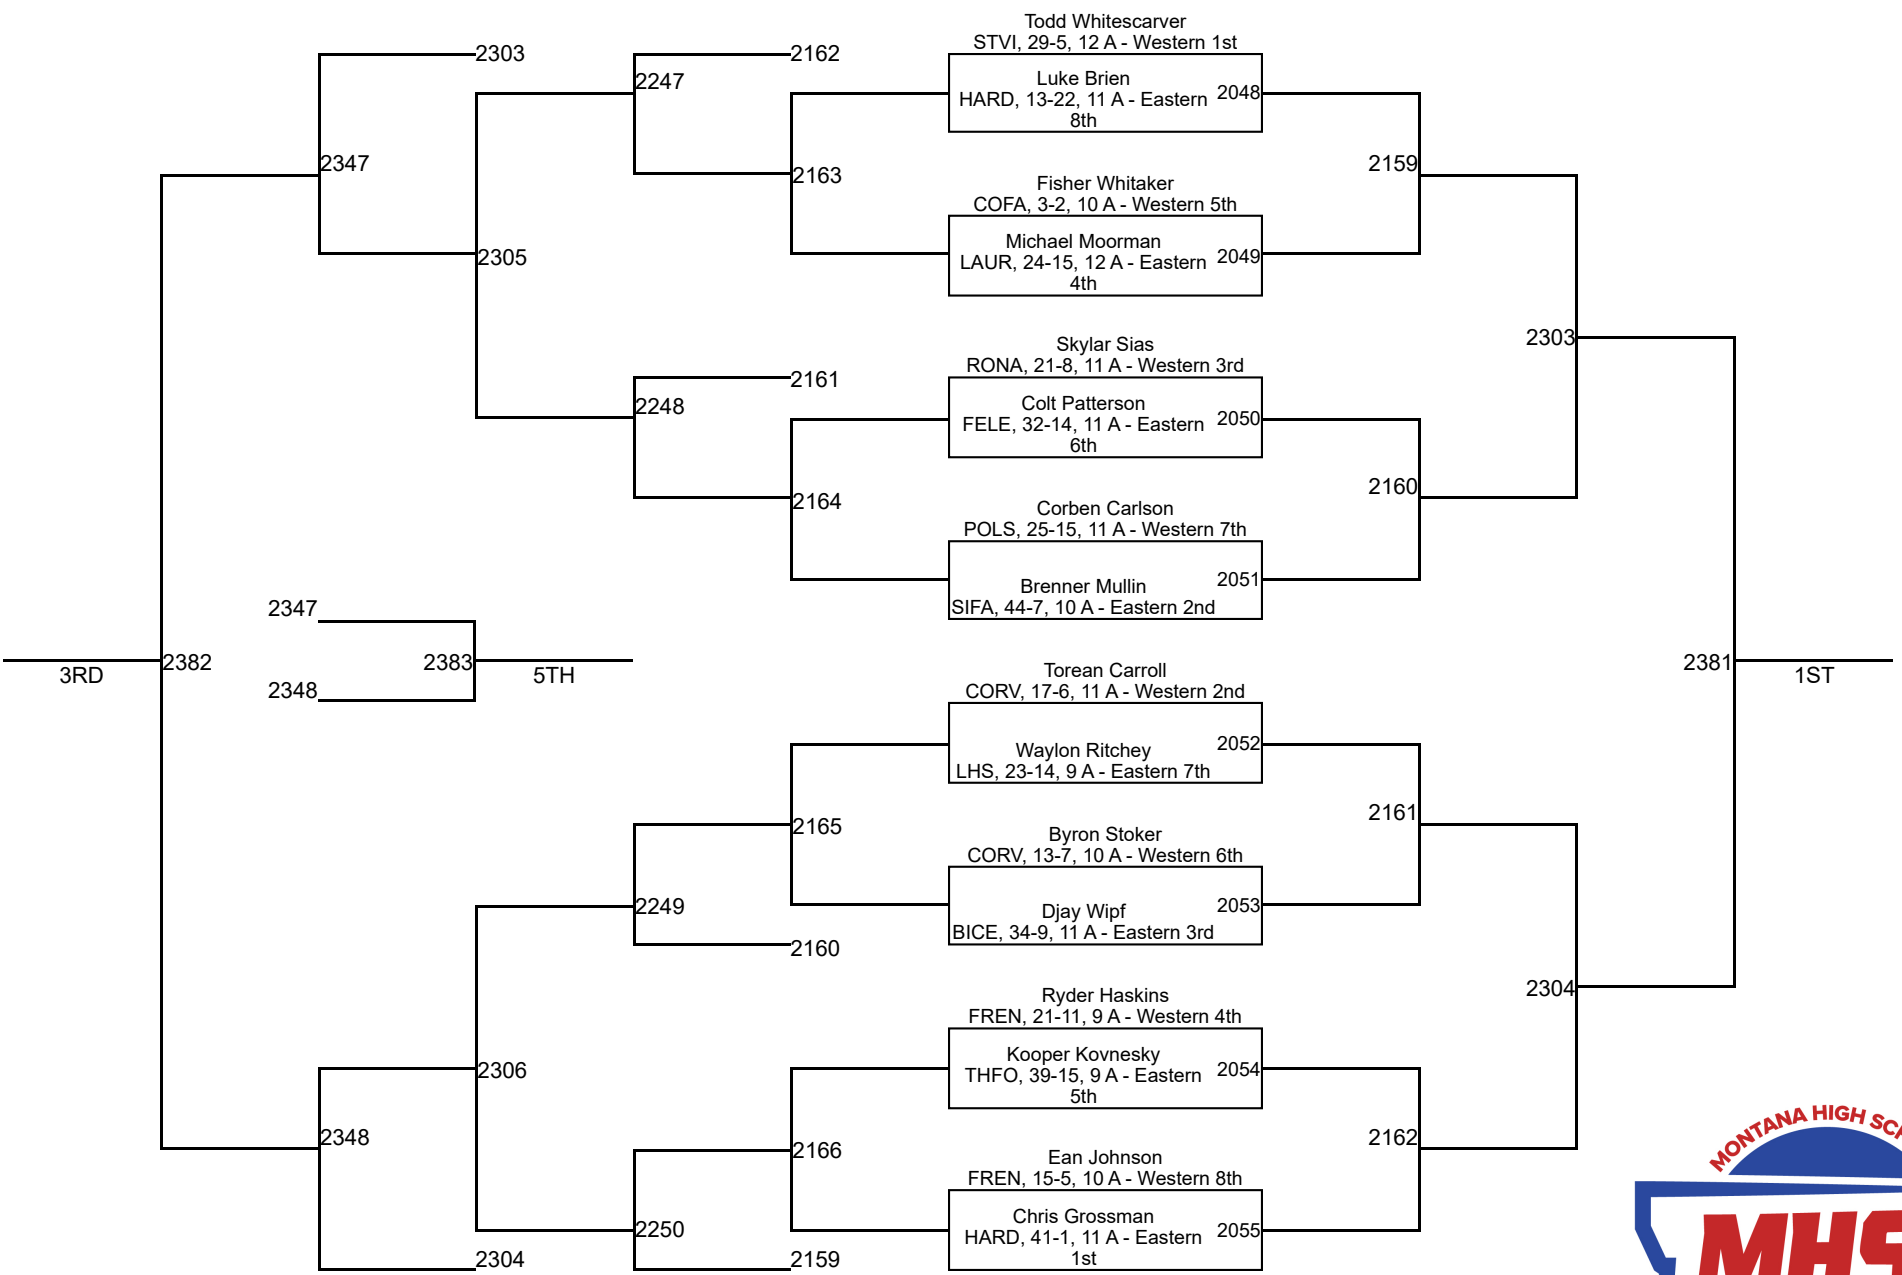 Todd Whitescarver
STVI, 29-5, 12 A - Western 1st
2303
2162
2247
Luke Brien
HARD, 13-22, 11 A - Eastern
8th
2048
2347
2163
2159
Fisher Whitaker
COFA, 3-2, 10 A - Western 5th
Michael Moorman
LAUR, 24-15, 12 A - Eastern
4th
2049
2305
2303
Skylar Sias
RONA, 21-8, 11 A - Western 3rd
2161
2248
Colt Patterson
FELE, 32-14, 11 A - Eastern
6th
2050
2164
2160
Corben Carlson
POLS, 25-15, 11 A - Western 7th
Brenner Mullin
SIFA, 44-7, 10 A - Eastern 2nd
2051
2347
3RD
2382
2383
5TH
2348
2381
1ST
Torean Carroll
CORV, 17-6, 11 A - Western 2nd
Waylon Ritchey
LHS, 23-14, 9 A - Eastern 7th
2052
2165
2161
Byron Stoker
CORV, 13-7, 10 A - Western 6th
2249
Djay Wipf
BICE, 34-9, 11 A - Eastern 3rd
2053
2160
2304
Ryder Haskins
FREN, 21-11, 9 A - Western 4th
2306
Kooper Kovnesky
THFO, 39-15, 9 A - Eastern
5th
2054
2348
2166
2162
Ean Johnson
FREN, 15-5, 10 A - Western 8th
2250
Chris Grossman
HARD, 41-1, 11 A - Eastern
1st
2055
2304
2159
MONTANA HIGH SCH
MHS